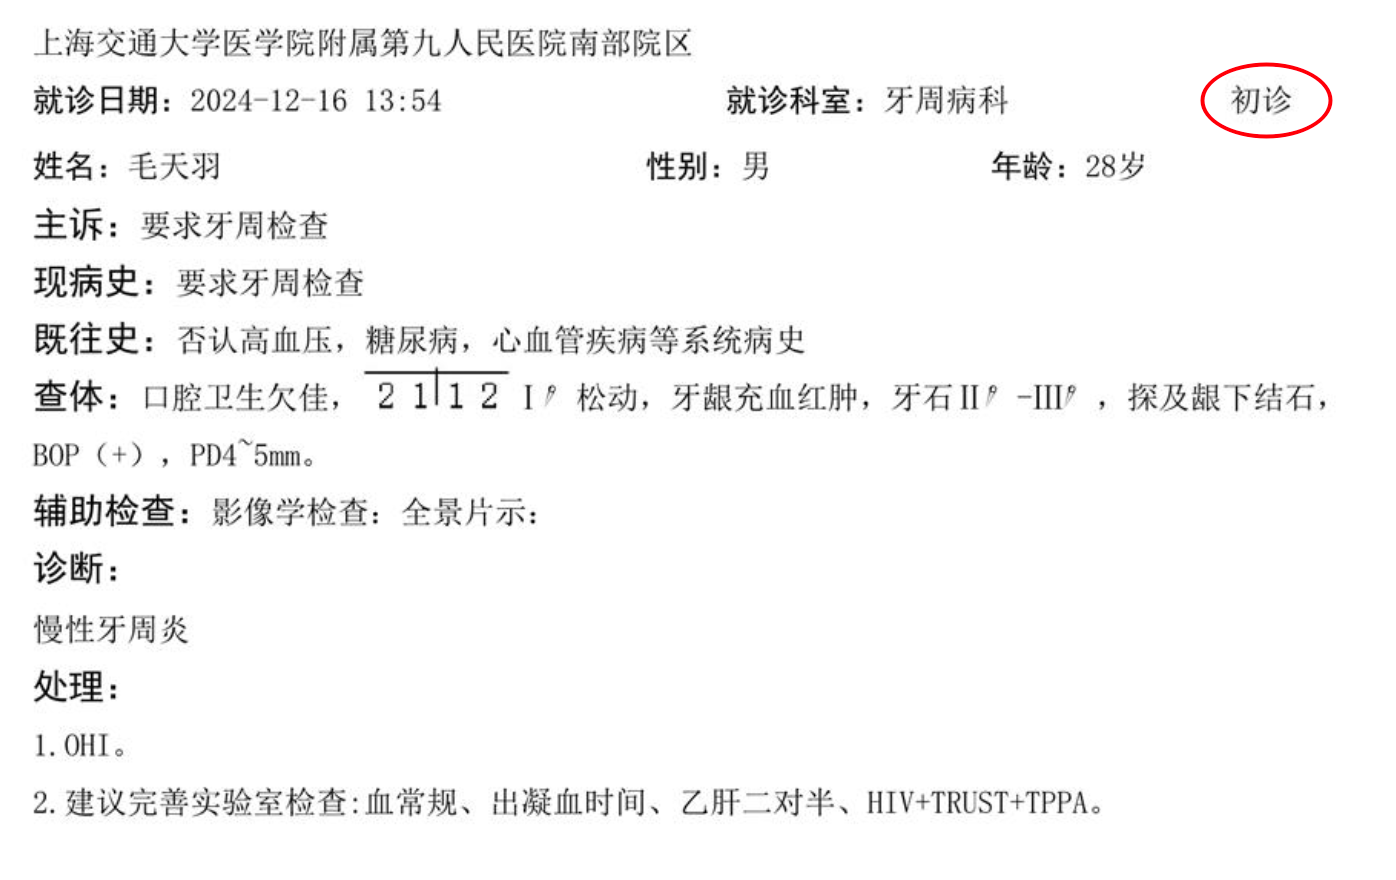 上海交通大学医学院附属第九人民医院南部院区
就诊日期：2024-12-16 13:54 就诊科室：牙周病科 初诊
姓名：毛天羽 性别：男 年龄：28岁
主诉：要求牙周检查
现病史：要求牙周检查
既往史：否认高血压，糖尿病，心血管疾病等系统病史
查体：口腔卫生欠佳， 2 1|1 2 I° 松动，牙龈充血红肿，牙石II° -III° ，探及龈下结石，
BOP（+），PD4~5mm。
辅助检查：影像学检查：全景片示：
诊断：
慢性牙周炎
处理：
1.OHI。
2.建议完善实验室检查:血常规、出凝血时间、乙肝二对半、HIV+TRUST+TPPA。